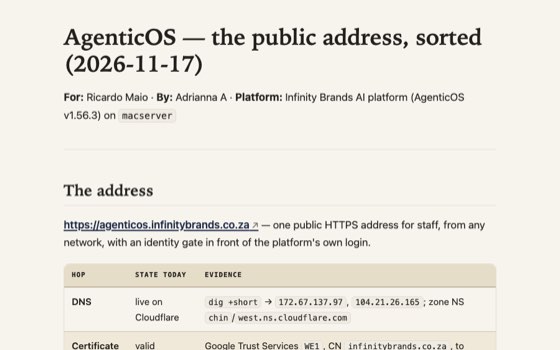 AgenticOS — the public address, sorted
(2026-11-17)
For: Ricardo Maio · By: Adrianna A · Platform: Infinity Brands AI platform (AgenticOS
v1.56.3) on macserver
The address
https://agenticos.infinitybrands.co.za ↗ — one public HTTPS address for staff, from any
network, with an identity gate in front of the platform's own login.
HOP STATE TODAY EVIDENCE
DNS live on dig +short → 172.67.137.97, 104.21.26.165; zone NS
Cloudflare chin / west.ns.cloudflare.com
Certificate valid Google Trust Services WE1, CN infinitybrands.co.za, to